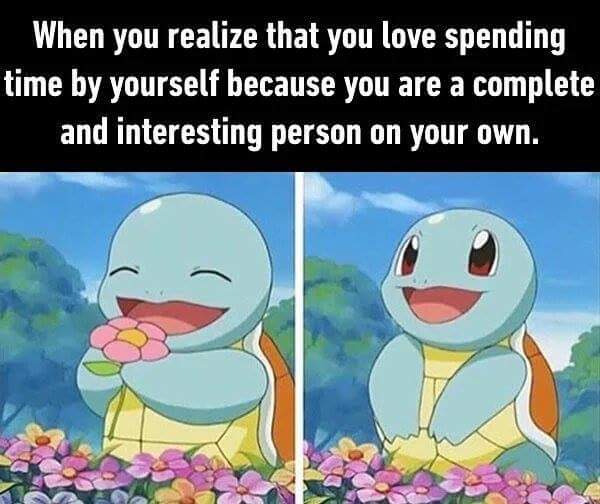 When you realize that you love spending
time by yourself because you are a complete
and interesting person on your own.